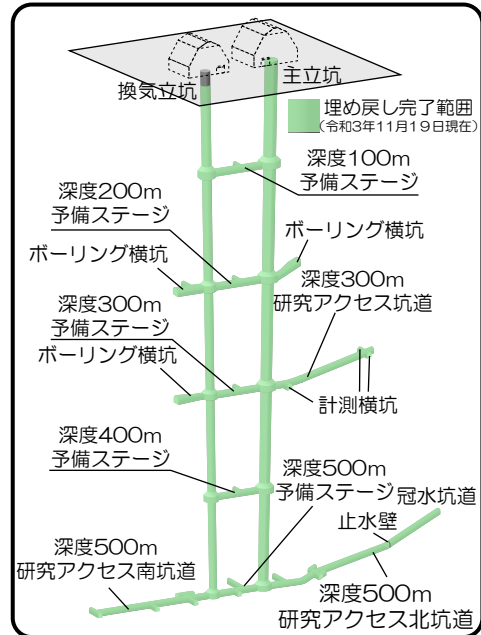 換気立坑
主立坑
埋め戻し完了範囲
(令和3年11月19日現在)
深度100m
予備ステージ
深度200m
予備ステージ
ボーリング横坑
ボーリング横坑
深度300m
研究アクセス坑道
深度300m
予備ステージ
ボーリング横坑
計測横坑
深度400m
予備ステージ
深度500m
予備ステージ
冠水坑道
止水壁
深度500m
研究アクセス南坑道
深度500m
研究アクセス北坑道